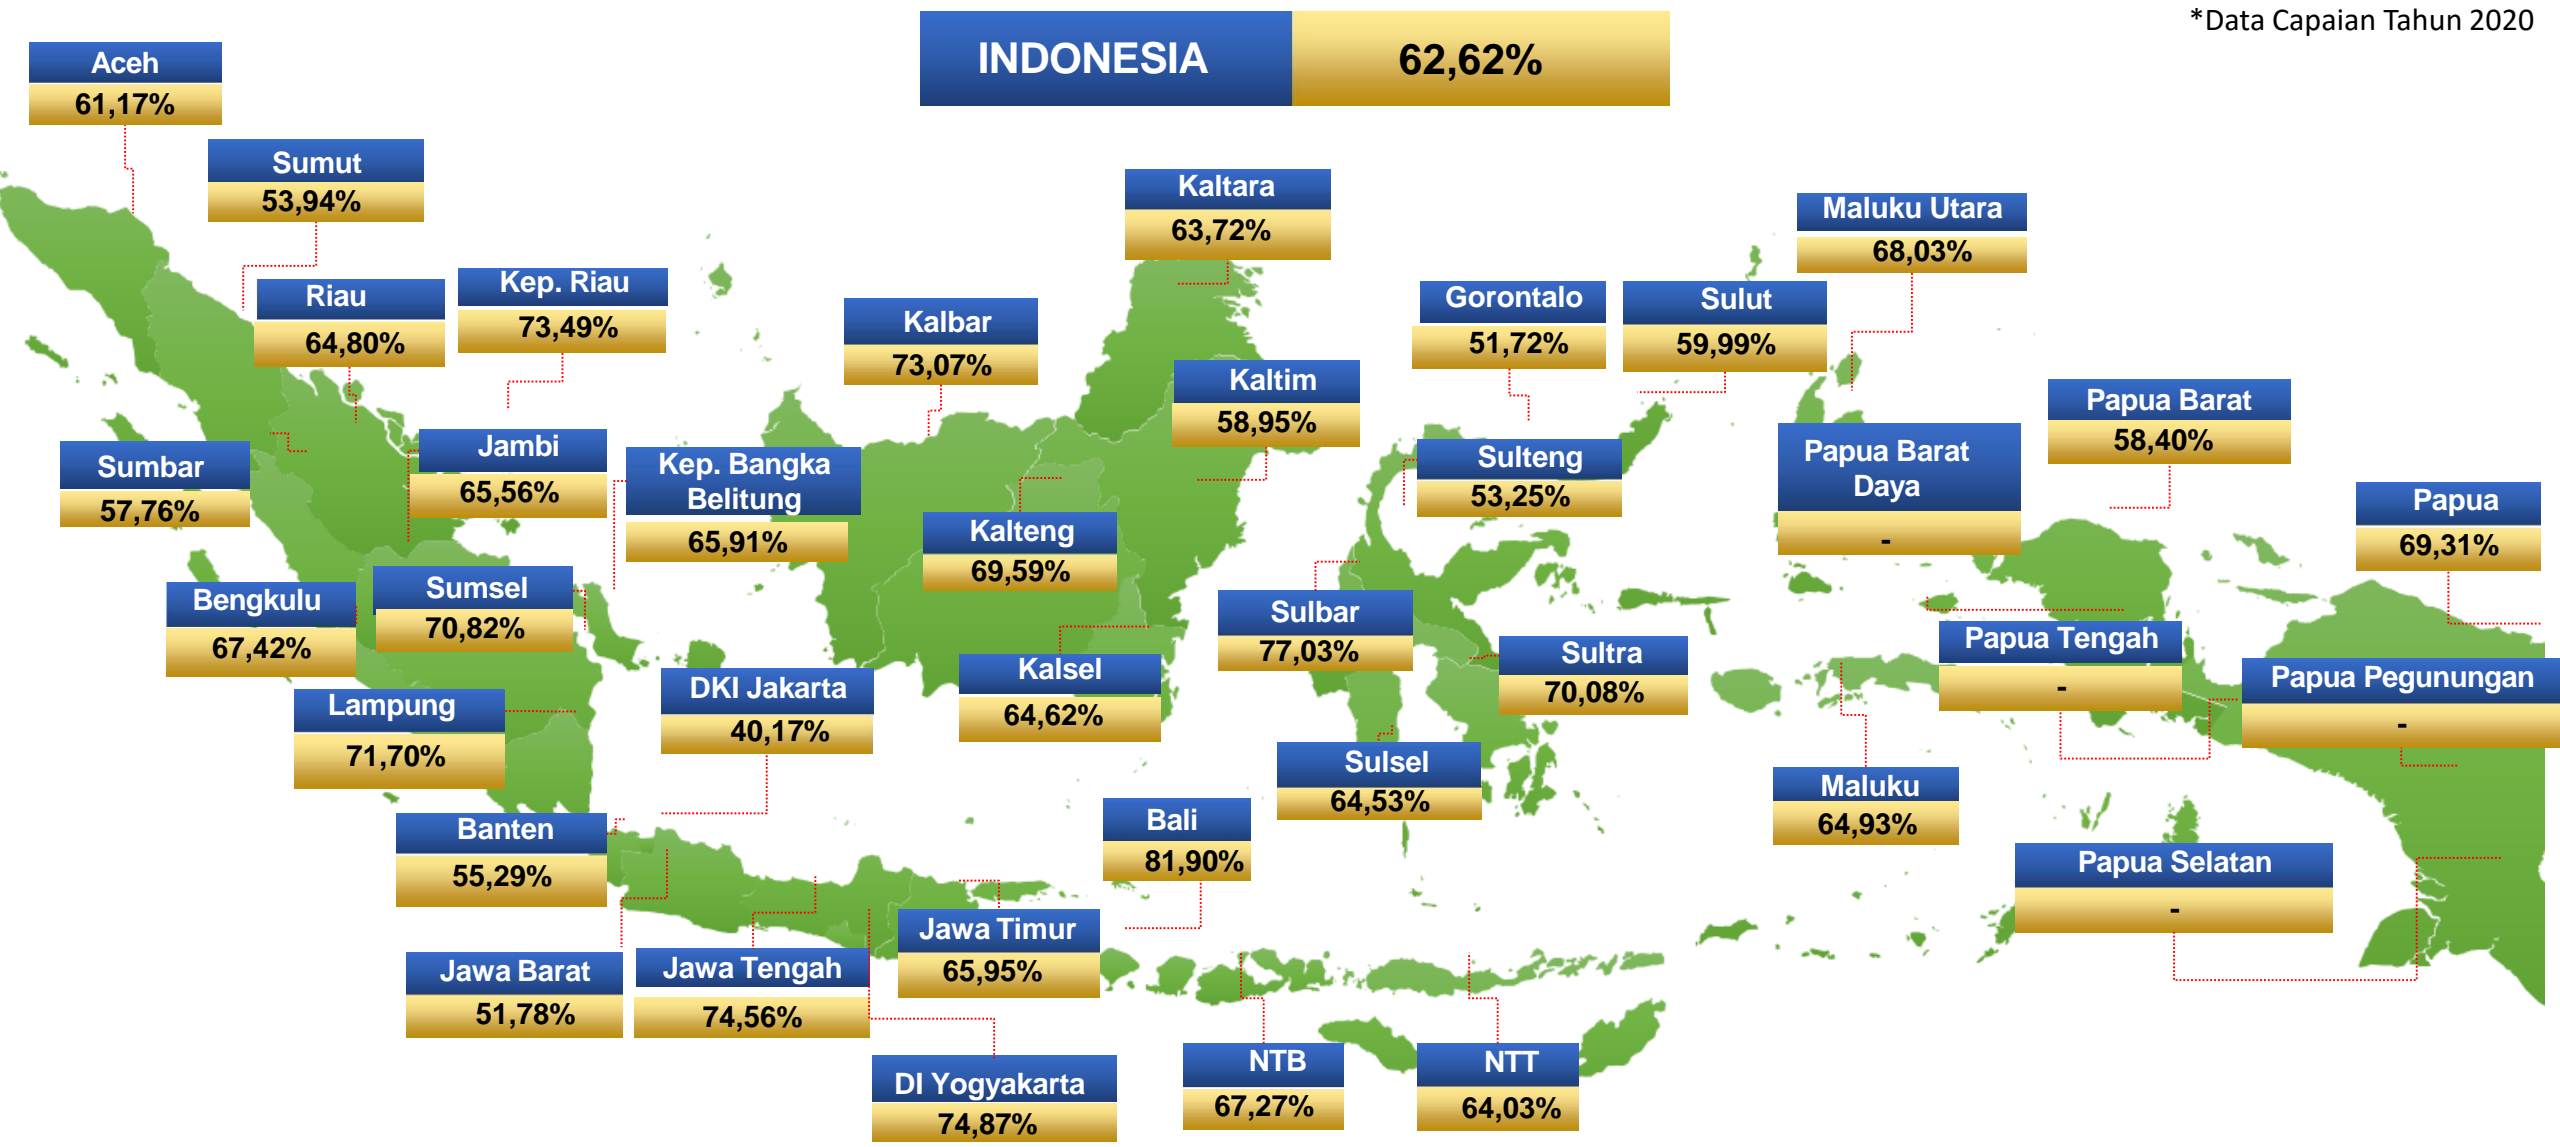 *Data Capaian Tahun 2020
INDONESIA
62,62%
Aceh
61,17%
Sumut
53,94%
Riau
64,80%
Kep. Riau
73,49%
Sumbar
57,76%
Jambi
65,56%
Kep. Bangka
Belitung
65,91%
Bengkulu
67,42%
Sumsel
70,82%
Lampung
71,70%
DKI Jakarta
40,17%
Banten
55,29%
Jawa Barat
51,78%
Jawa Tengah
74,56%
DI Yogyakarta
74,87%
Jawa Timur
65,95%
Bali
81,90%
NTB
67,27%
NTT
64,03%
Kalbar
73,07%
Kaltara
63,72%
Kaltim
58,95%
Kalteng
69,59%
Kalsel
64,62%
Gorontalo
51,72%
Sulut
59,99%
Sulteng
53,25%
Sulbar
77,03%
Sultra
70,08%
Sulsel
64,53%
Maluku Utara
68,03%
Maluku
64,93%
Papua Barat
58,40%
Papua Barat
Daya
-
Papua
69,31%
Papua Tengah
-
Papua Pegunungan
-
Papua Selatan
-